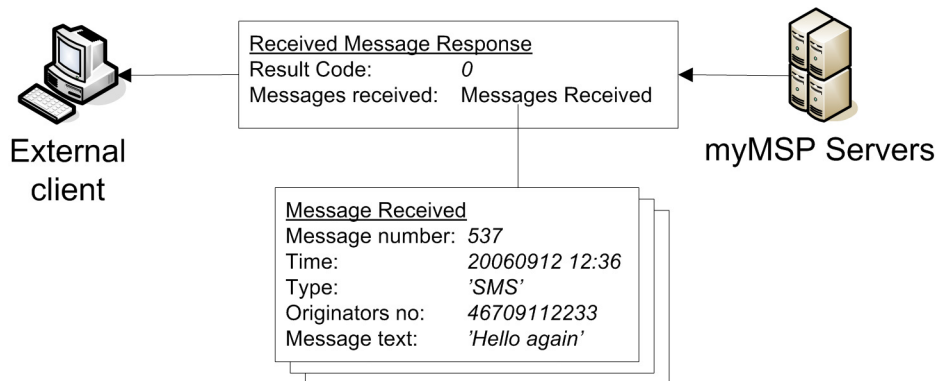 Received Message Response
Result Code: 0
Messages received: Messages Received
External
client
myMSP Servers
Message Received
Message number: 537
Time: 20060912 12:36
Type: ’SMS’
Originators no: 46709112233
Message text: ’Hello again’